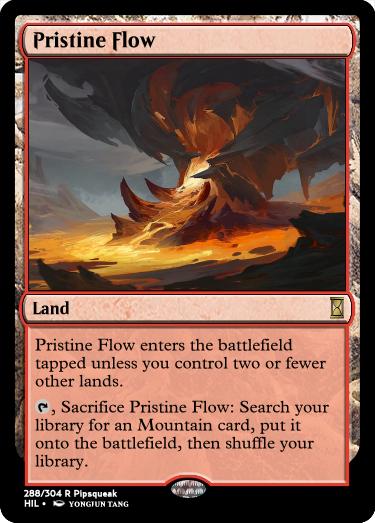 Pristine Flow
Land
Pristine Flow enters the battlefield
tapped unless you control two or fewer
other lands.
, Sacrifice Pristine Flow: Search your
library for an Mountain card, put it
onto the battlefield, then shuffle your
library.
288/304 R Pipsqueak
HIL • YONGJUN TANG